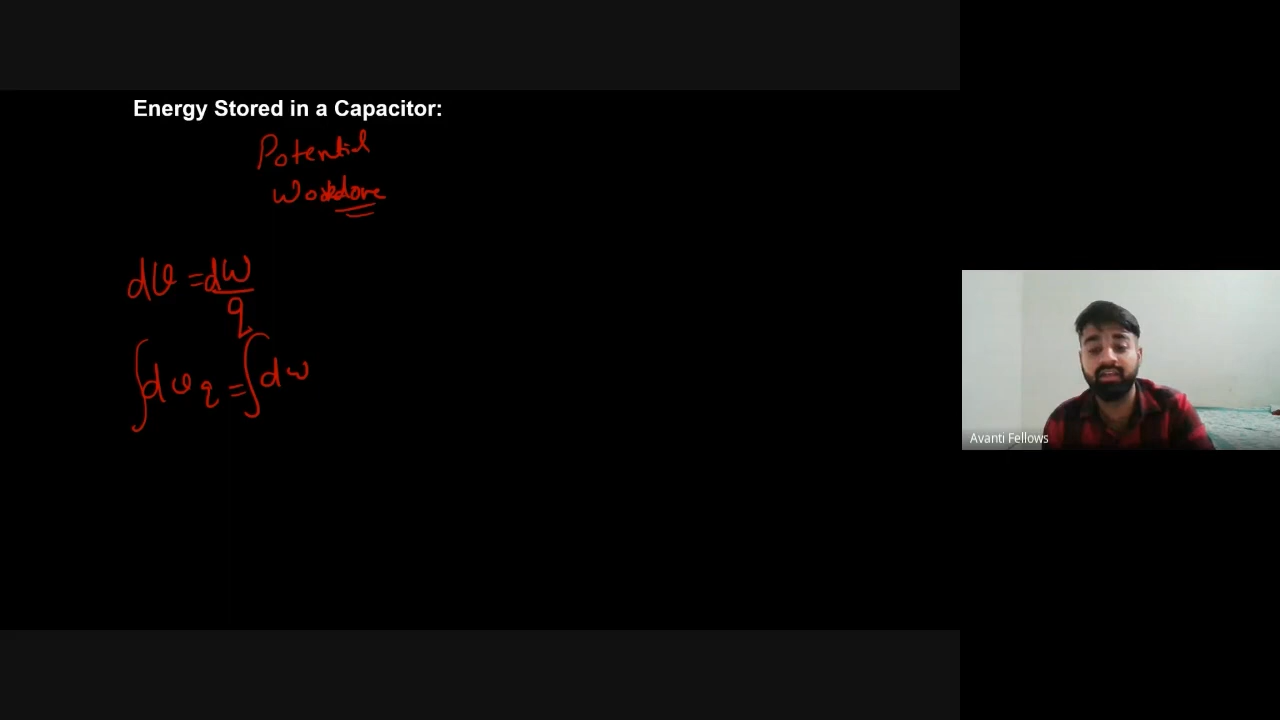 Energy Stored in a Capacitor:
Potential
Workdone
dv = dw/q
∫dv q = ∫dw
Avanti Fellows